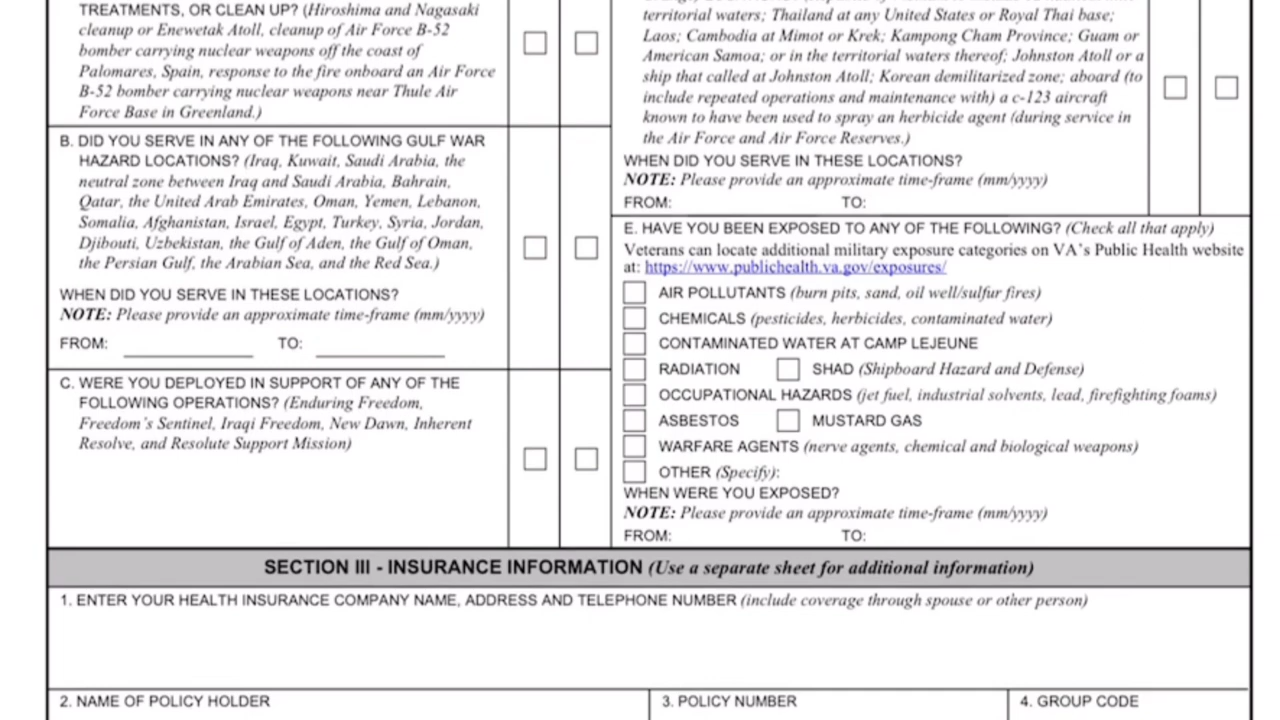 TREATMENTS, OR CLEAN UP? (Hiroshima and Nagasaki
cleanup or Enewetak Atoll, cleanup of Air Force B-52
bomber carrying nuclear weapons off the coast of
Palomares, Spain, response to the fire onboard an Air Force
B-52 bomber carrying nuclear weapons near Thule Air
Force Base in Greenland.)
B. DID YOU SERVE IN ANY OF THE FOLLOWING GULF WAR
HAZARD LOCATIONS? (Iraq, Kuwait, Saudi Arabia, the
neutral zone between Iraq and Saudi Arabia, Bahrain,
Qatar, the United Arab Emirates, Oman, Yemen, Lebanon,
Somalia, Afghanistan, Israel, Egypt, Turkey, Syria, Jordan,
Djibouti, Uzbekistan, the Gulf of Aden, the Gulf of Oman,
the Persian Gulf, the Arabian Sea, and the Red Sea.)
WHEN DID YOU SERVE IN THESE LOCATIONS?
NOTE: Please provide an approximate time-frame (mm/yyyy)
FROM: TO:
C. WERE YOU DEPLOYED IN SUPPORT OF ANY OF THE
FOLLOWING OPERATIONS? (Enduring Freedom,
Freedom's Sentinel, Iraqi Freedom, New Dawn, Inherent
Resolve, and Resolute Support Mission)
territorial waters; Thailand at any United States or Royal Thai base;
Laos; Cambodia at Mimot or Krek; Kampong Cham Province; Guam or
American Samoa; or in the territorial waters thereof; Johnston Atoll or a
ship that called at Johnston Atoll; Korean demilitarized zone; aboard (to
include repeated operations and maintenance with) a c-123 aircraft
known to have been used to spray an herbicide agent (during service in
the Air Force and Air Force Reserves.)
WHEN DID YOU SERVE IN THESE LOCATIONS?
NOTE: Please provide an approximate time-frame (mm/yyyy)
FROM: TO:
E. HAVE YOU BEEN EXPOSED TO ANY OF THE FOLLOWING? (Check all that apply)
Veterans can locate additional military exposure categories on VA's Public Health website
at: https://www.publichealth.va.gov/exposures/
AIR POLLUTANTS (burn pits, sand, oil well/sulfur fires)
CHEMICALS (pesticides, herbicides, contaminated water)
CONTAMINATED WATER AT CAMP LEJEUNE
RADIATION SHAD (Shipboard Hazard and Defense)
OCCUPATIONAL HAZARDS (jet fuel, industrial solvents, lead, firefighting foams)
ASBESTOS MUSTARD GAS
WARFARE AGENTS (nerve agents, chemical and biological weapons)
OTHER (Specify):
WHEN WERE YOU EXPOSED?
NOTE: Please provide an approximate time-frame (mm/yyyy)
FROM: TO:
SECTION III - INSURANCE INFORMATION (Use a separate sheet for additional information)
1. ENTER YOUR HEALTH INSURANCE COMPANY NAME, ADDRESS AND TELEPHONE NUMBER (include coverage through spouse or other person)
2. NAME OF POLICY HOLDER
3. POLICY NUMBER
4. GROUP CODE